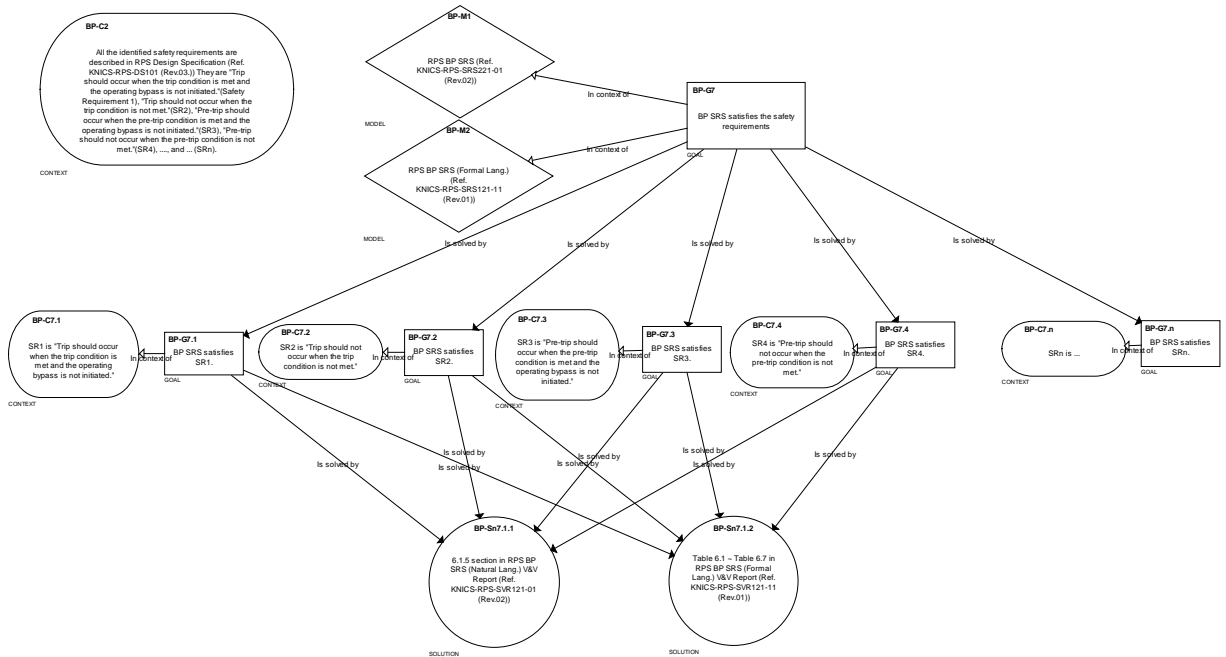 BP-C2
All the identified safety requirements are
described in RPS Design Specification (Ref.
KNICS-RPS-DS101 (Rev.03.)) They are "Trip
should occur when the trip condition is met and
the operating bypass is not initiated."(Safety
Requirement 1), "Trip should not occur when the
trip condition is not met."(SR2), "Pre-trip should
occur when the pre-trip condition is met and the
operating bypass is not initiated."(SR3), "Pre-trip
should not occur when the pre-trip condition is not
met."(SR4), ...., and ... (SRn).
CONTEXT
BP-M1
RPS BP SRS (Ref.
KNICS-RPS-SRS221-01
(Rev.02))
MODEL
In context of
BP-G7
BP SRS satisfies the safety
requirements
GOAL
BP-M2
RPS BP SRS (Formal Lang.)
(Ref.
KNICS-RPS-SRS121-11
(Rev.01))
MODEL
In context of
Is solved by
Is solved by
Is solved by
Is solved by
Is solved by
BP-C7.1
SR1 is "Trip should occur
when the trip condition is
met and the operating
bypass is not initiated."
CONTEXT
In context of
BP-G7.1
BP SRS satisfies
SR1.
GOAL
BP-C7.2
SR2 is "Trip should not
occur when the trip
condition is not met."
CONTEXT
In context of
BP-G7.2
BP SRS satisfies
SR2.
GOAL
BP-C7.3
SR3 is "Pre-trip should
occur when the pre-trip
condition is met and the
operating bypass is not
initiated."
CONTEXT
In context of
BP-G7.3
BP SRS satisfies
SR3.
GOAL
BP-C7.4
SR4 is "Pre-trip should
not occur when the
pre-trip condition is not
met."
CONTEXT
In context of
BP-G7.4
BP SRS satisfies
SR4.
GOAL
BP-C7.n
SRn is ...
CONTEXT
In context of
BP-G7.n
BP SRS satisfies
SRn.
GOAL
Is solved by
Is solved by
Is solved by
Is solved by
Is solved by
Is solved by
Is solved by
Is solved by
BP-Sn7.1.1
6.1.5 section in RPS BP
SRS (Natural Lang.) V&V
Report (Ref.
KNICS-RPS-SVR121-01
(Rev.02))
SOLUTION
BP-Sn7.1.2
Table 6.1 ~ Table 6.7 in
RPS BP SRS (Formal
Lang.) V&V Report (Ref.
KNICS-RPS-SVR121-11
(Rev.01))
SOLUTION